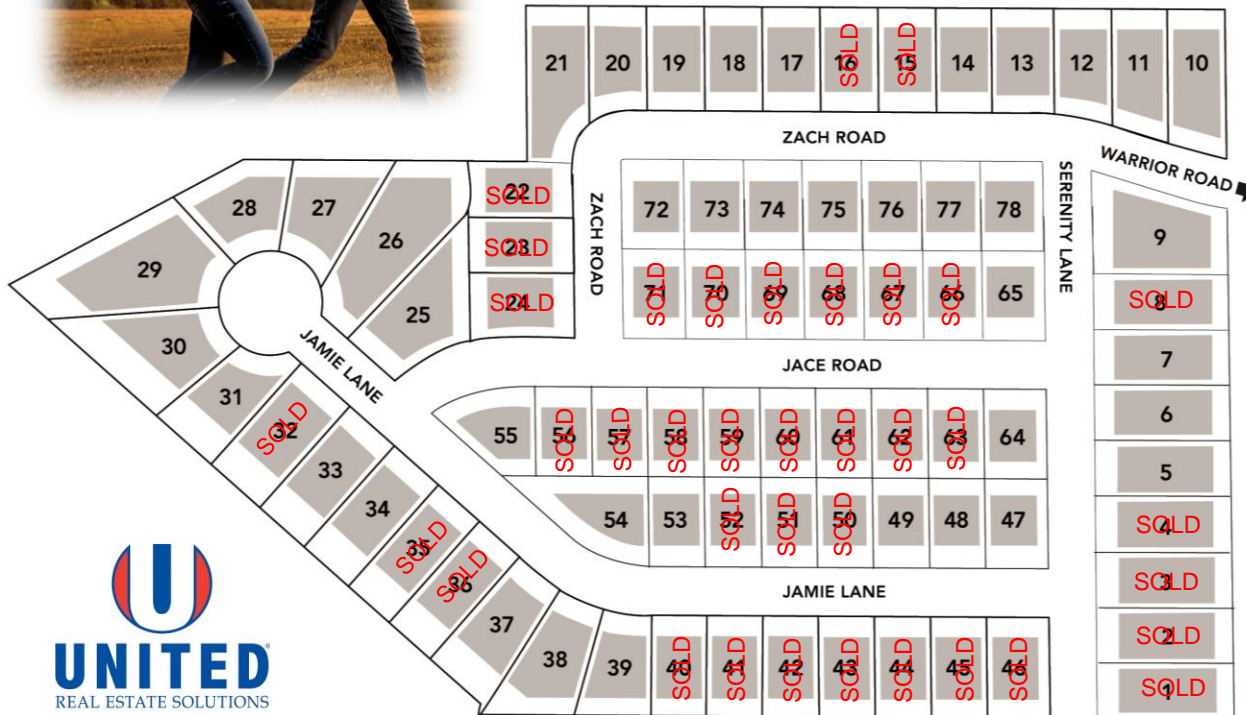 21 20 19 18 17 16 SOLD 15 SOLD 14 13 12 11 10
ZACH ROAD
WARRIOR ROAD
28 27 26 22 SOLD
ZACH ROAD
72 73 74 75 76 77 78
SERENITY LANE
9
29 23 SOLD
25 24 SOLD
71 SOLD 70 SOLD 69 SOLD 68 SOLD 67 SOLD 66 SOLD 65
8 SOLD
30
JAMIE LANE
JACE ROAD
7
31
32 SOLD
55 56 SOLD 57 SOLD 58 SOLD 59 SOLD 60 SOLD 61 SOLD 62 SOLD 63 SOLD 64
6
33
5
34
54 53 52 SOLD 51 SOLD 50 SOLD 49 48 47
4 SOLD
35 SOLD
36 SOLD
JAMIE LANE
3 SOLD
37
2 SOLD
38 39 40 SOLD 41 SOLD 42 SOLD 43 SOLD 44 SOLD 45 SOLD 46 SOLD
1 SOLD
U
UNITED
REAL ESTATE SOLUTIONS